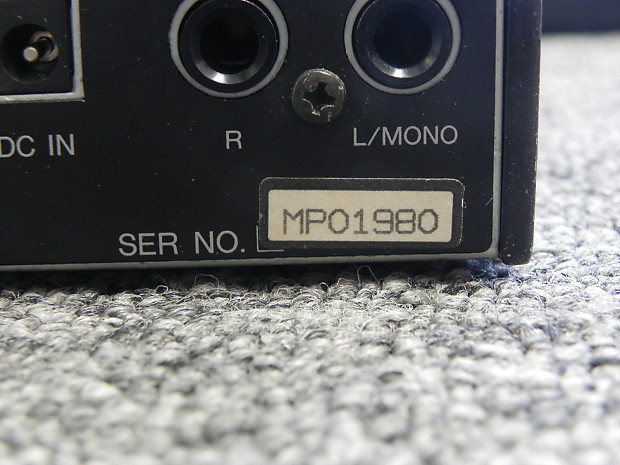 DC IN
R
L/MONO
SER NO.
MP01980